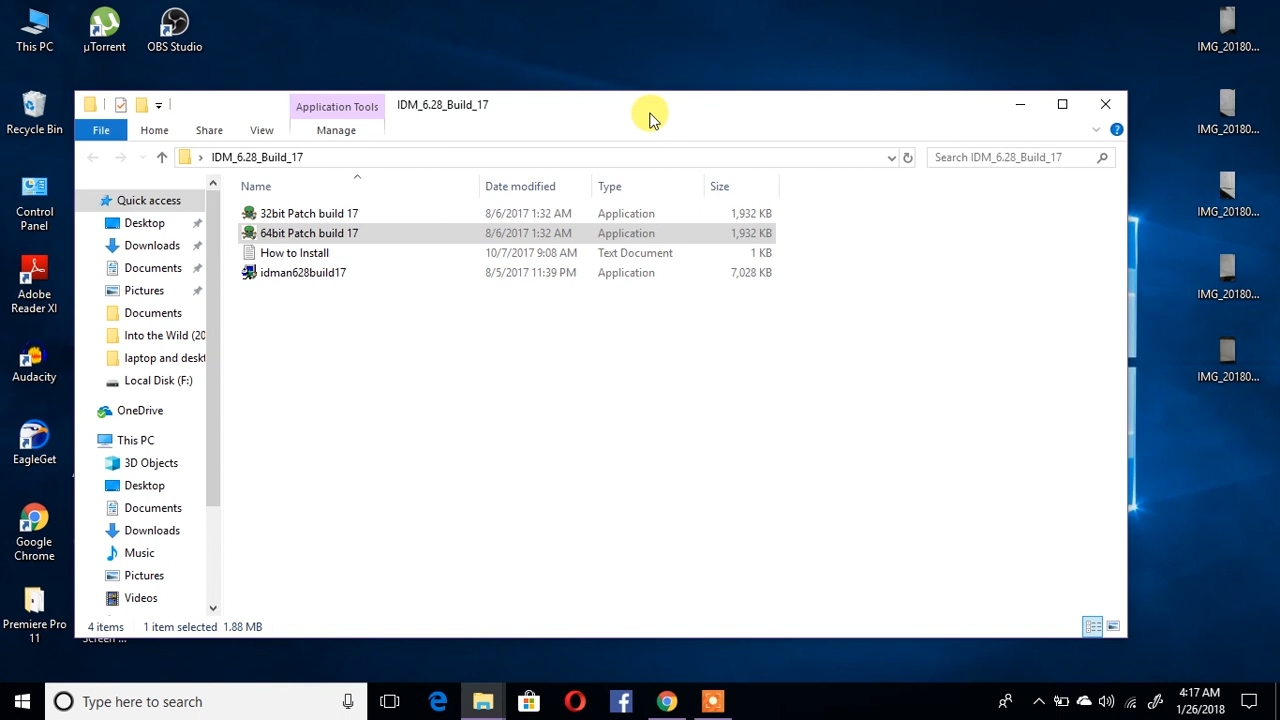 This PC
µTorrent
OBS Studio
IMG_20180...
Application Tools
IDM_6.28_Build_17
Recycle Bin
IMG_20180...
File
Home
Share
View
Manage
IDM_6.28_Build_17
Search IDM_6.28_Build_17
Name
Date modified
Type
Size
Control
Panel
Quick access
Desktop
Downloads
Documents
Pictures
Documents
Into the Wild (20
laptop and deskt
Local Disk (F:)
OneDrive
This PC
3D Objects
Desktop
Documents
Downloads
Music
Pictures
Videos
32bit Patch build 17 8/6/2017 1:32 AM Application 1,932 KB
64bit Patch build 17 8/6/2017 1:32 AM Application 1,932 KB
How to Install 10/7/2017 9:08 AM Text Document 1 KB
idman628build17 8/5/2017 11:39 PM Application 7,028 KB
IMG_20180...
Adobe
Reader XI
IMG_20180...
Audacity
IMG_20180...
EagleGet
Google
Chrome
Premiere Pro
11
4 items 1 item selected 1.88 MB
Screen ...
Type here to search
4:17 AM
1/26/2018